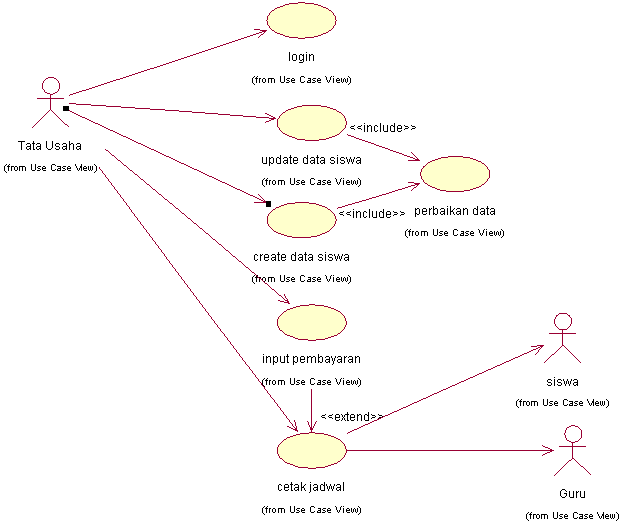 login
(from Use Case View)
Tata Usaha
(from Use Case View)
<<include>>
update data siswa
(from Use Case View)
<<include>>
perbaikan data
(from Use Case View)
create data siswa
(from Use Case View)
input pembayaran
(from Use Case View)
siswa
(from Use Case View)
<<extend>>
cetak jadwal
(from Use Case View)
Guru
(from Use Case View)